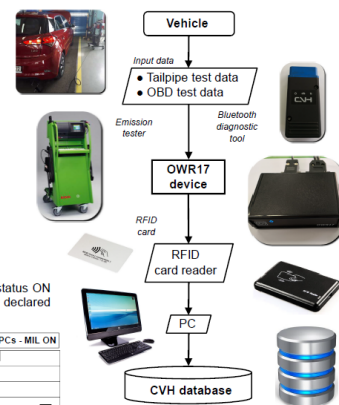 Vehicle
Input data
● Tailpipe test data
● OBD test data
Emission
tester
Bluetooth
diagnostic
tool
CVH
OWR17
device
RFID
card
RFID
card reader
status ON
declared
PC
PCs - MIL ON
CVH database